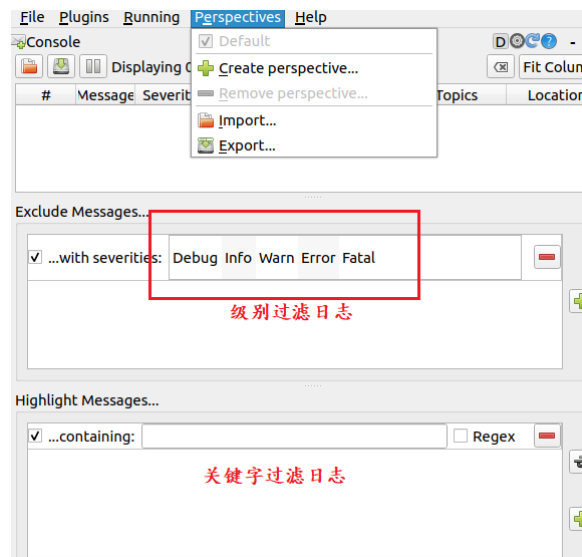 File Plugins Running Perspectives Help
Console
Default
D
Displaying
Create perspective...
Fit Colum
# Message Severit
Remove perspective...
Topics Location
Import...
Export...
Exclude Messages...
...with severities: Debug Info Warn Error Fatal
级别过滤日志
Highlight Messages...
...containing: Regex
关键字过滤日志